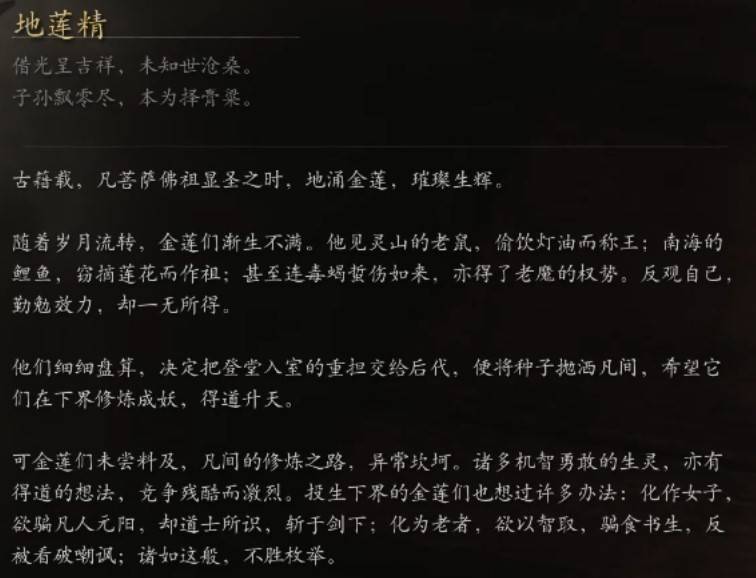 地莲精
借光呈吉祥，未知世沧桑。
子孙飘零尽，本为择膏粱。
古籍载，凡菩萨佛祖显圣之时，地涌金莲，璀璨生辉。
随着岁月流转，金莲们渐生不满。他见灵山的老鼠，偷饮灯油而称王；南海的
鲤鱼，窃摘莲花而作祖；甚至连毒蝎蜇伤如来，亦得了老魔的权势。反观自己，
勤勉效力，却一无所得。
他们细细盘算，决定把登堂入室的重担交给后代，便将种子抛洒凡间，希望它
们在下界修炼成妖，得道升天。
可金莲们未尝料及，凡间的修炼之路，异常坎坷。诸多机智勇敢的生灵，亦有
得道的想法，竞争残酷而激烈。投生下界的金莲们也想过许多办法：化作女子，
欲骗凡人元阳，却道士所识，斩于剑下；化为老者，欲以智取，骗食书生，反
被看破嘲讽；诸如这般，不胜枚举。